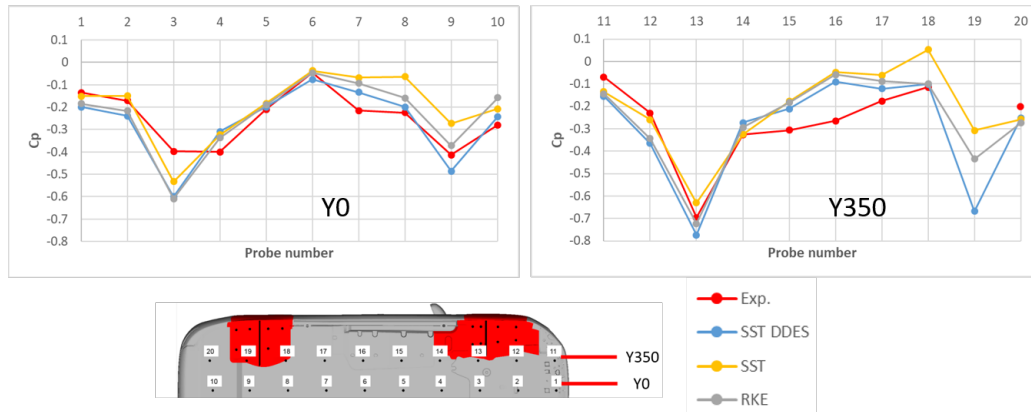 1 2 3 4 5 6 7 8 9 10
0.1
0
-0.1
-0.2
-0.3
-0.4
-0.5
-0.6
-0.7
-0.8
Cp
Y0
Probe number
11 12 13 14 15 16 17 18 19 20
0.1
0
-0.1
-0.2
-0.3
-0.4
-0.5
-0.6
-0.7
-0.8
Y350
Probe number
20 19 18 17 16 15 14 13 12 11
Y350
10 9 8 7 6 5 4 3 2 1
Y0
Exp.
SST DDES
SST
RKE